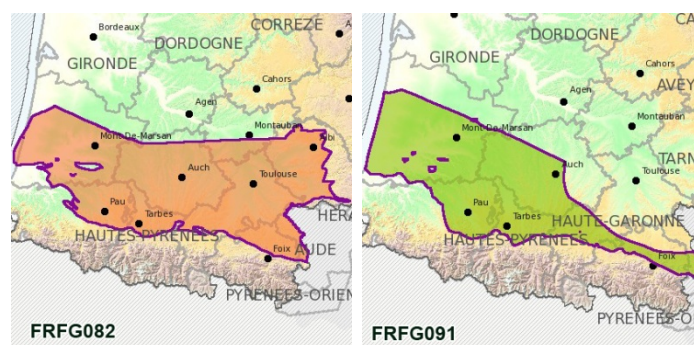 Bordeaux
CORREZE
DORDOGNE
GIRONDE
Cahors
Agen
Montauban
Mont-De-Marsan
Albi
Auch
Toulouse
Pau
Tarbes
HERA
HAUTES-PYRENEES
AUDE
Foix
PYRENEES-ORIEN
FRFG082
CA
DORDOGNE
GIRONDE
Cahors
AVEY
Agen
Montauban
Mont-De-Marsan
TARN
Auch
Toulouse
Pau
Tarbes
HAUTE-GARONNE
HAUTES-PYRENEES
Foix
PYRENEES-O
FRFG091